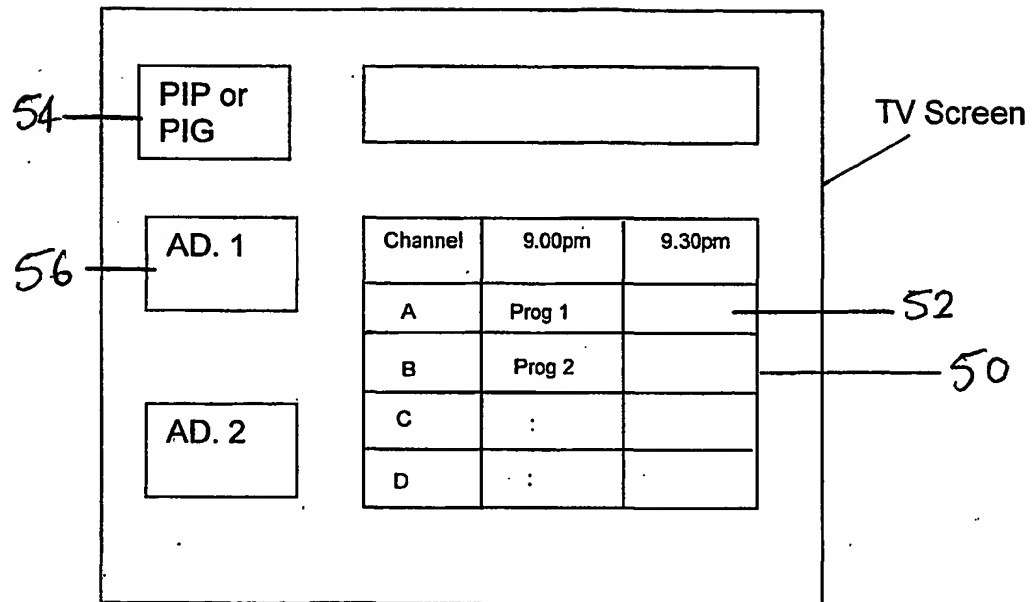 PIP or
PIG
54
TV Screen
AD. 1
56
Channel 9.00pm 9.30pm
A Prog 1
52
B Prog 2
50
C :
D :
AD. 2